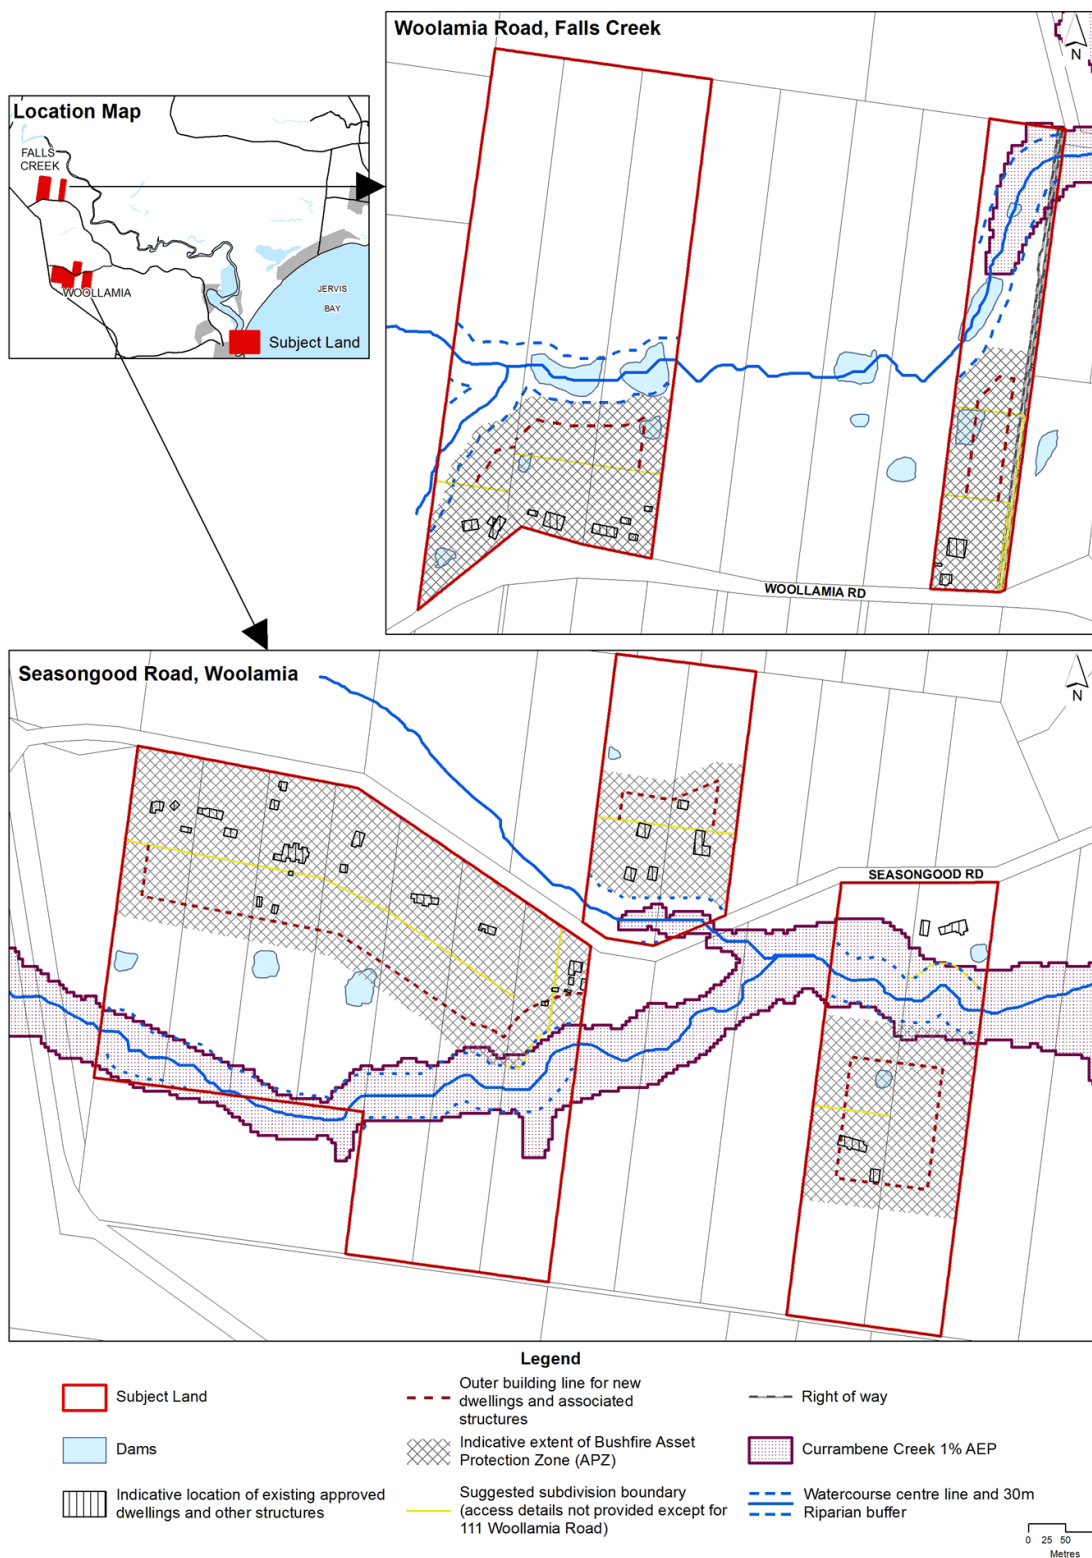 Woolamia Road, Falls Creek
N
Location Map
FALLS
CREEK
WOOLLAMIA
JERVIS
BAY
Subject Land
WOOLLAMIA RD
Seasongood Road, Woolamia
N
SEASONGOOD RD
Legend
Subject Land
Outer building line for new
dwellings and associated
structures
Right of way
Dams
Indicative extent of Bushfire Asset
Protection Zone (APZ)
Currambene Creek 1% AEP
Indicative location of existing approved
dwellings and other structures
Suggested subdivision boundary
(access details not provided except for
111 Woollamia Road)
Watercourse centre line and 30m
Riparian buffer
0 25 50
Metres